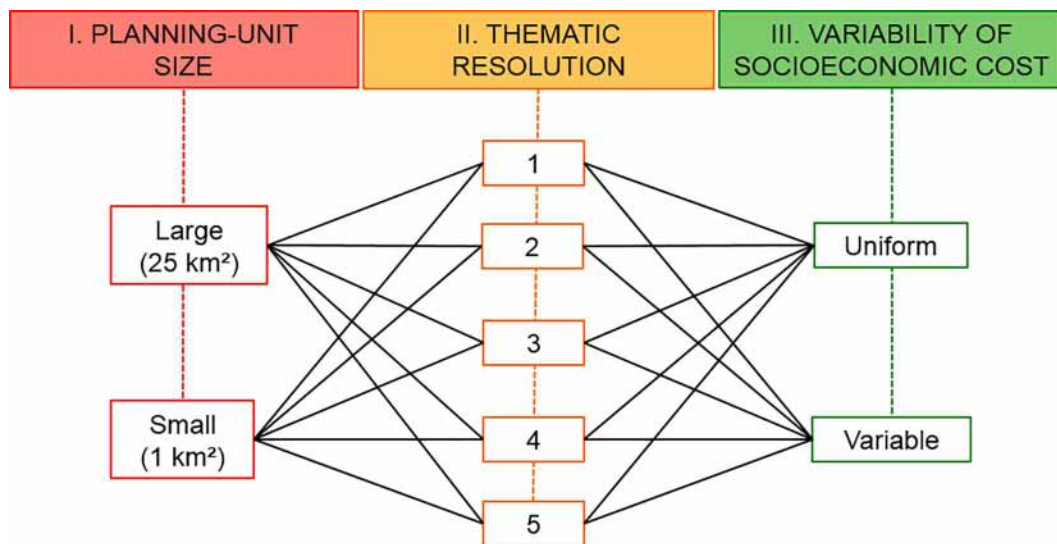 I. PLANNING-UNIT
SIZE
II. THEMATIC
RESOLUTION
III. VARIABILITY OF
SOCIOECONOMIC COST
Large
(25 km²)
Small
(1 km²)
1
2
3
4
5
Uniform
Variable